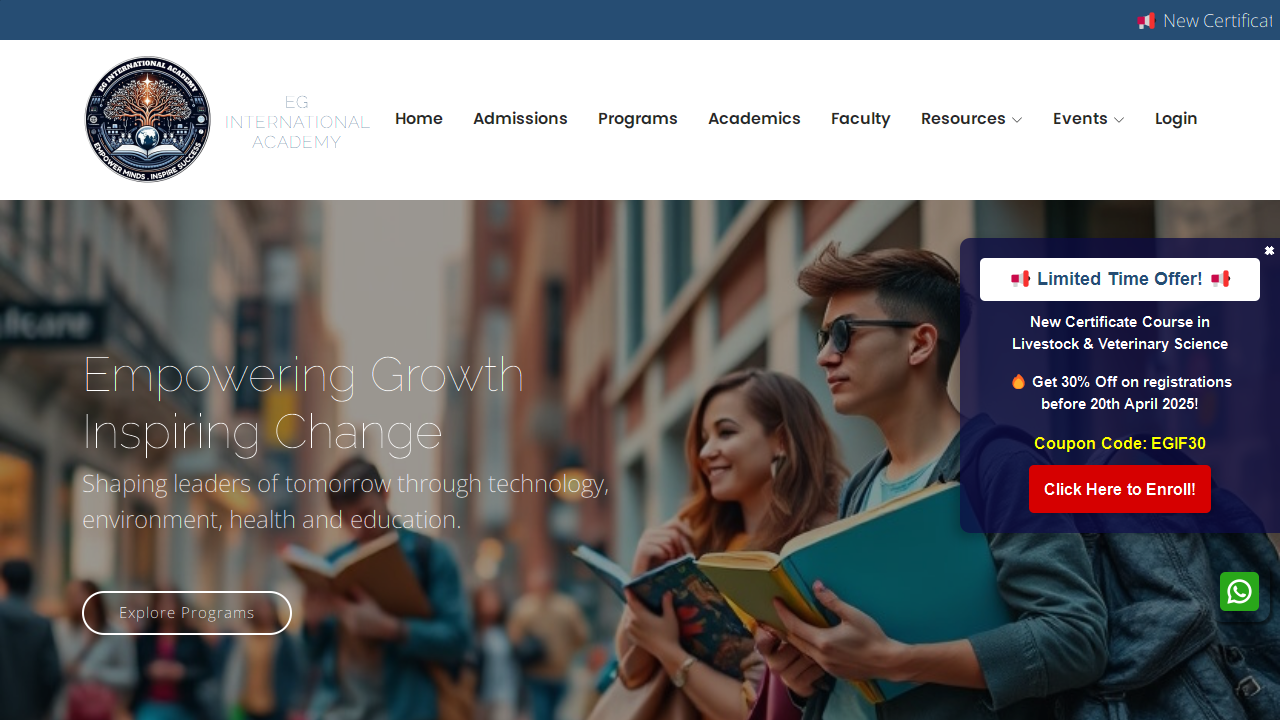 📢 New Certificat
EG INTERNATIONAL ACADEMY
EMPOWER MINDS . INSPIRE SUCCESS
EG
INTERNATIONAL
ACADEMY
Home Admissions Programs Academics Faculty Resources Events Login
✖
📢 Limited Time Offer! 📢
New Certificate Course in
Livestock & Veterinary Science
🔥 Get 30% Off on registrations
before 20th April 2025!
Coupon Code: EGIF30
Click Here to Enroll!
Empowering Growth
Inspiring Change
Shaping leaders of tomorrow through technology,
environment, health and education.
Explore Programs